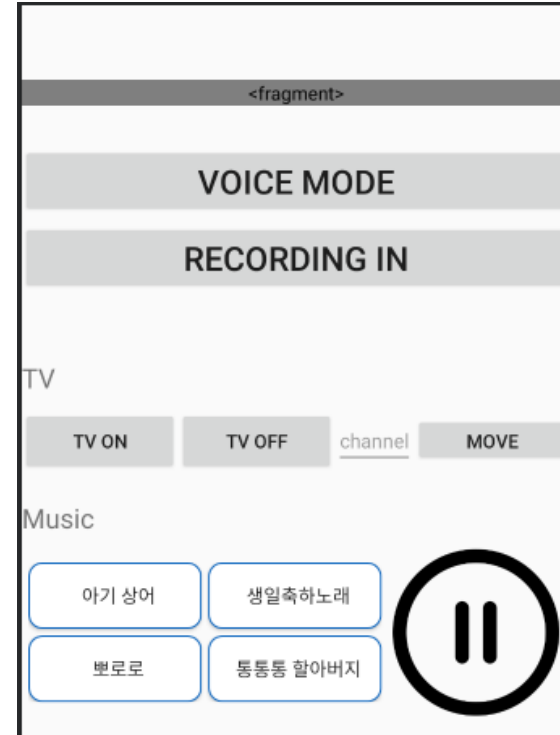 <fragment>
VOICE MODE
RECORDING IN
TV
TV ON TV OFF channel MOVE
Music
아기 상어 생일축하노래
뽀로로 통통통 할아버지